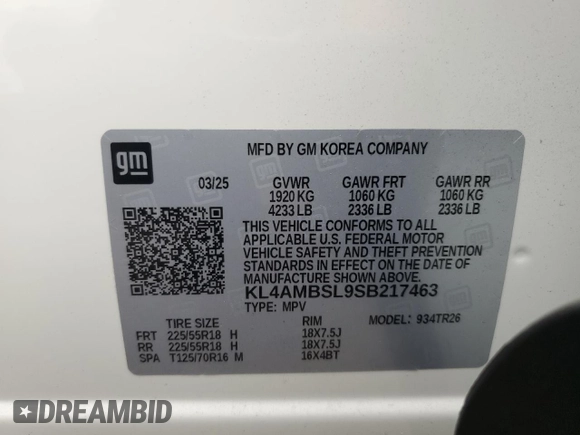 gm
MFD BY GM KOREA COMPANY
03/25 GVWR GAWR FRT GAWR RR
1920 KG 1060 KG 1060 KG
4233 LB 2336 LB 2336 LB
THIS VEHICLE CONFORMS TO ALL
APPLICABLE U.S. FEDERAL MOTOR
VEHICLE SAFETY AND THEFT PREVENTION
STANDARDS IN EFFECT ON THE DATE OF
MANUFACTURE SHOWN ABOVE.
KL4AMBSL9SB217463
TYPE: MPV MODEL: 934TR26
TIRE SIZE RIM
FRT 225/55R18 H 18X7.5J
RR 225/55R18 H 18X7.5J
SPA T125/70R16 M 16X4BT
DREAMBID